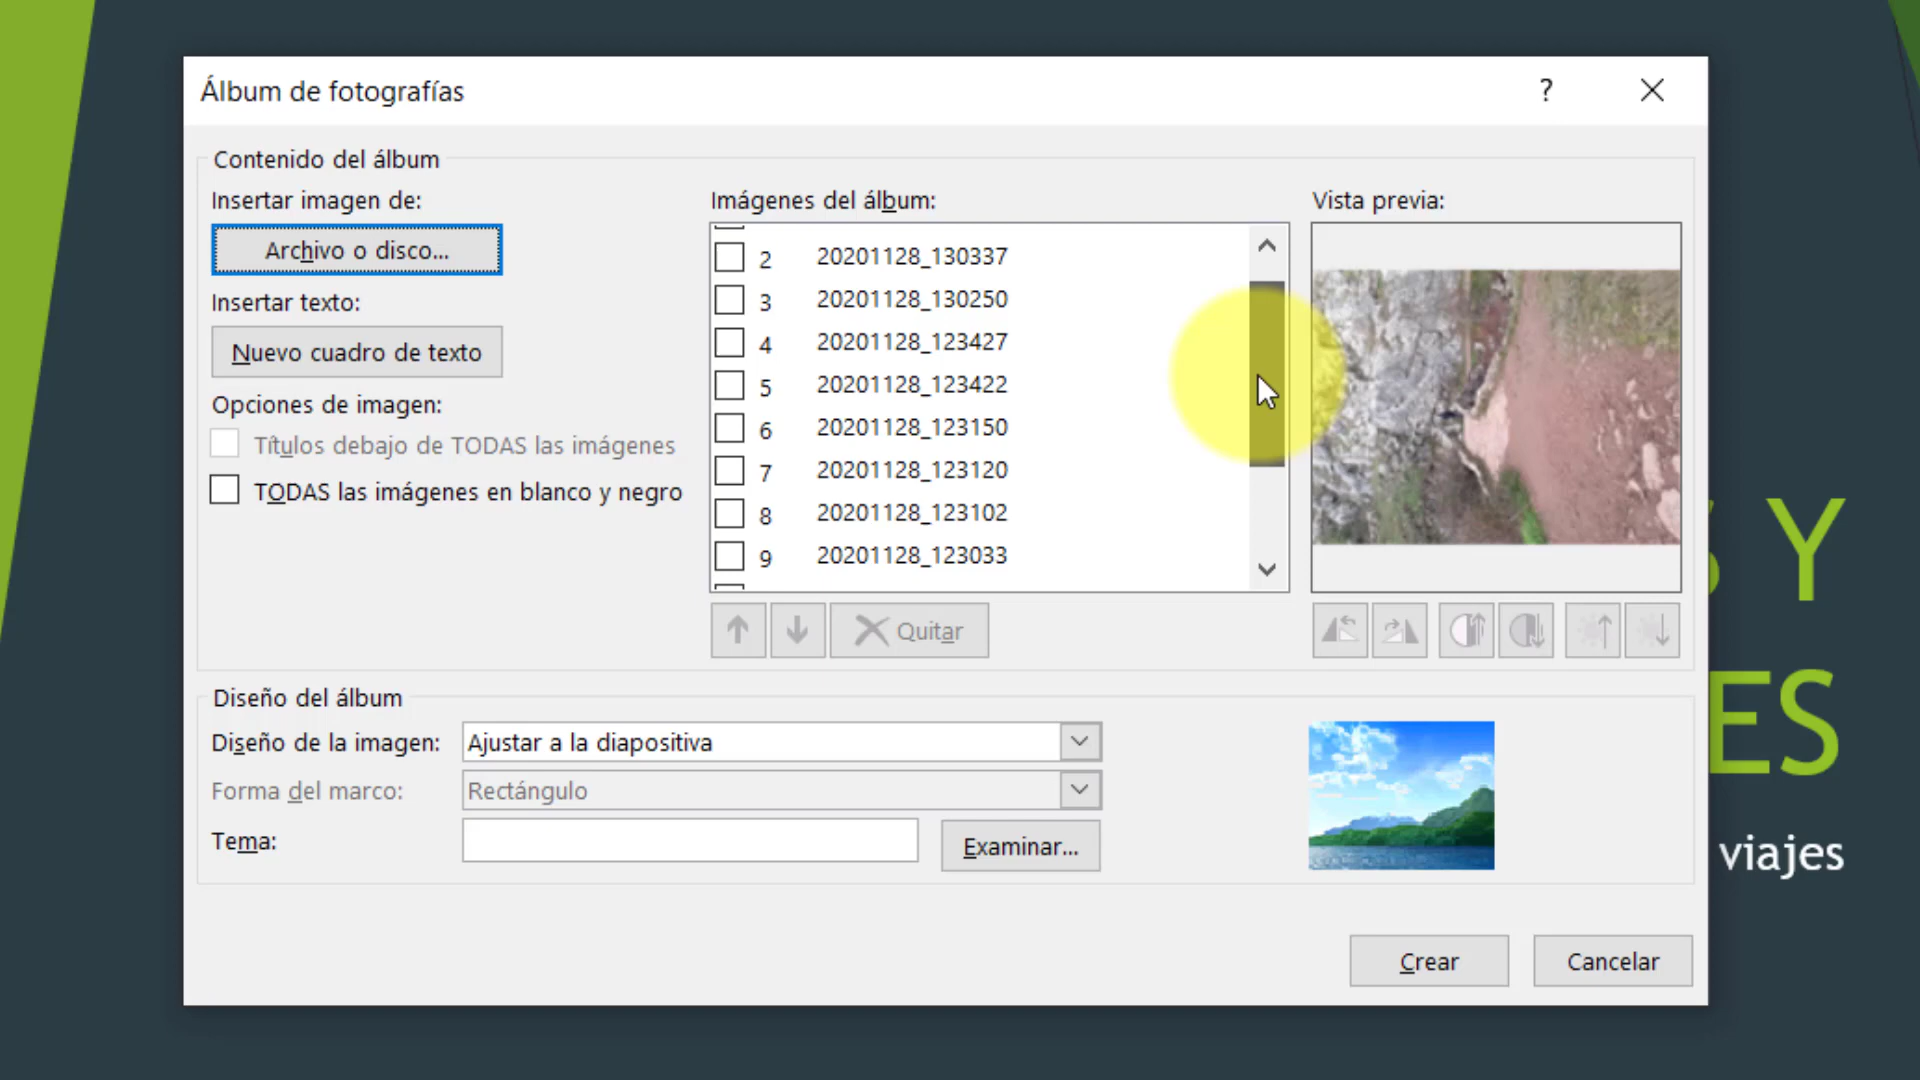 Álbum de fotografías
?
Contenido del álbum
Insertar imagen de:
Archivo o disco...
Insertar texto:
Nuevo cuadro de texto
Opciones de imagen:
Títulos debajo de TODAS las imágenes
TODAS las imágenes en blanco y negro
Imágenes del álbum:
2 20201128_130337
3 20201128_130250
4 20201128_123427
5 20201128_123422
6 20201128_123150
7 20201128_123120
8 20201128_123102
9 20201128_123033
Quitar
Vista previa:
Diseño del álbum
Diseño de la imagen: Ajustar a la diapositiva
Forma del marco: Rectángulo
Tema:
Examinar...
Crear
Cancelar
S Y
ES
viajes